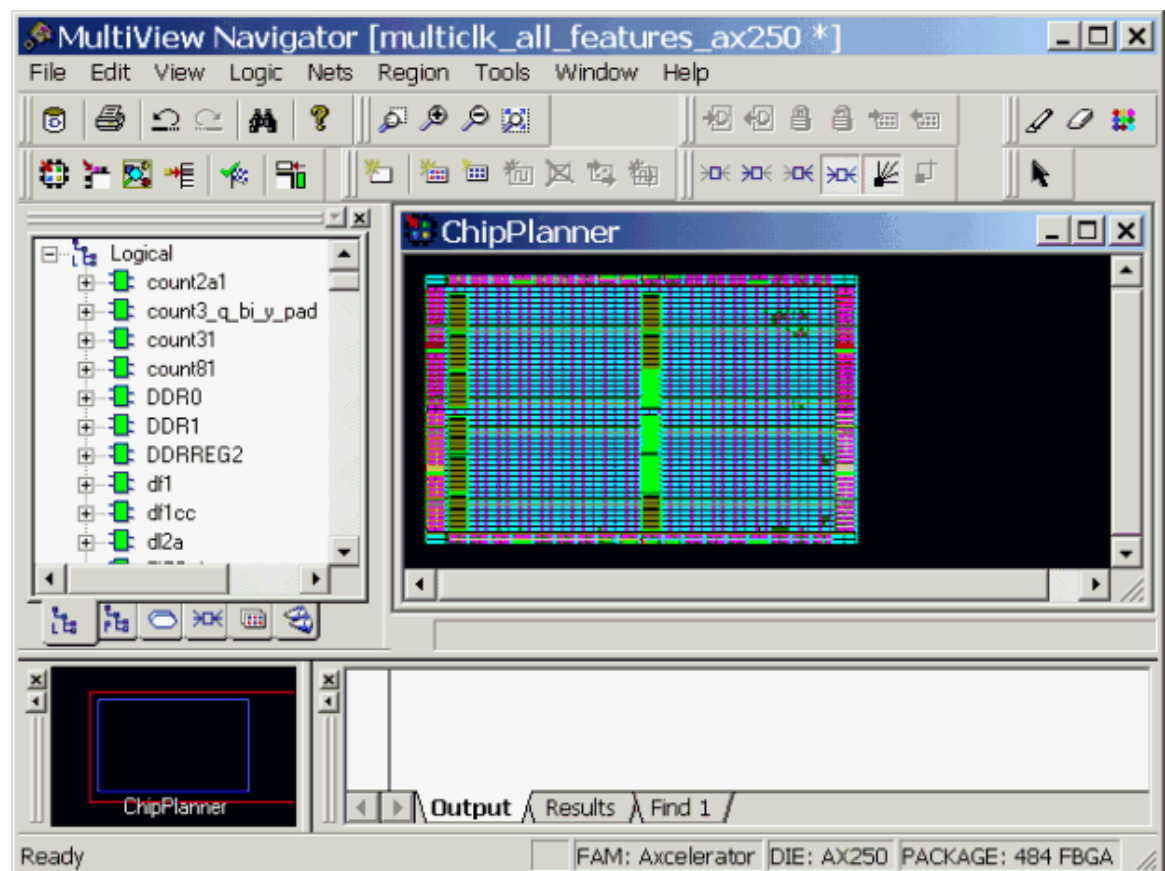 MultiView Navigator [multiclk_all_features_ax250 *]
File Edit View Logic Nets Region Tools Window Help
ChipPlanner
Logical
count2a1
count3_q_bi_y_pad
count31
count81
DDR0
DDR1
DDRREG2
df1
df1cc
dl2a
ChipPlanner
Output Results Find 1
Ready FAM: Axcelerator DIE: AX250 PACKAGE: 484 FBGA